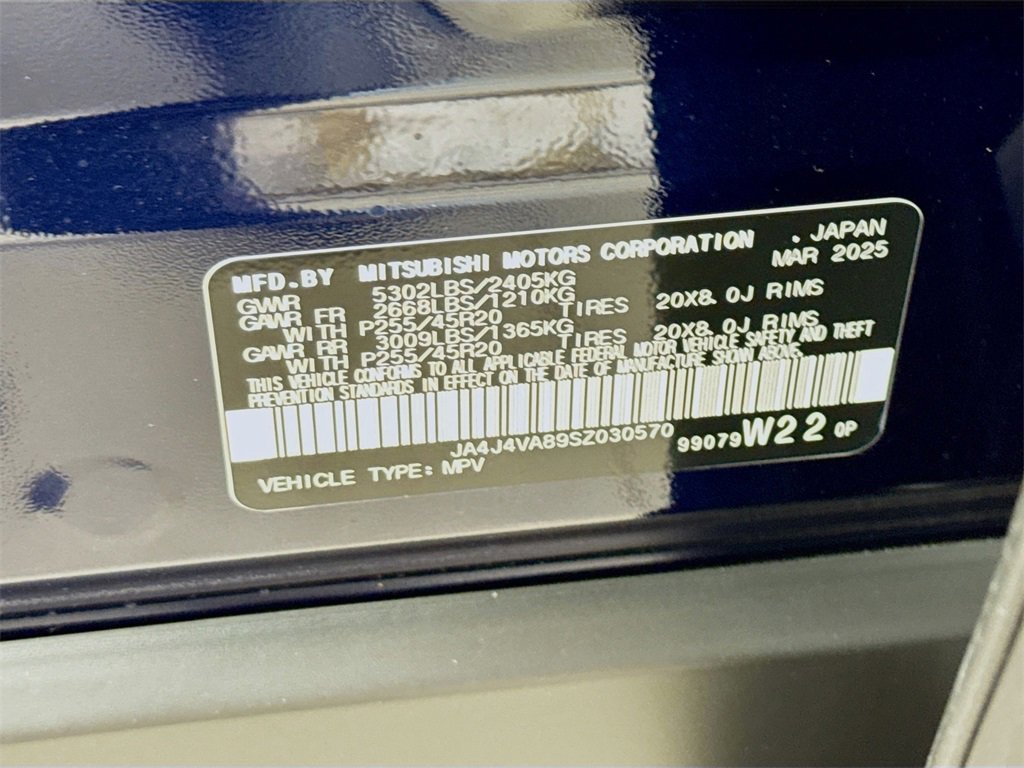 MFD.BY MITSUBISHI MOTORS CORPORATION . JAPAN
GVWR 5302LBS/2405KG MAR 2025
GAWR FR 2668LBS/1210KG
WITH P255/45R20 TIRES 20X8.0J RIMS
GAWR RR 3009LBS/1365KG
WITH P255/45R20 TIRES 20X8.0J RIMS
THIS VEHICLE CONFORMS TO ALL APPLICABLE FEDERAL MOTOR VEHICLE SAFETY AND THEFT
PREVENTION STANDARDS IN EFFECT ON THE DATE OF MANUFACTURE SHOWN ABOVE.
JA4J4VA89SZ030570 99079W22 0P
VEHICLE TYPE: MPV